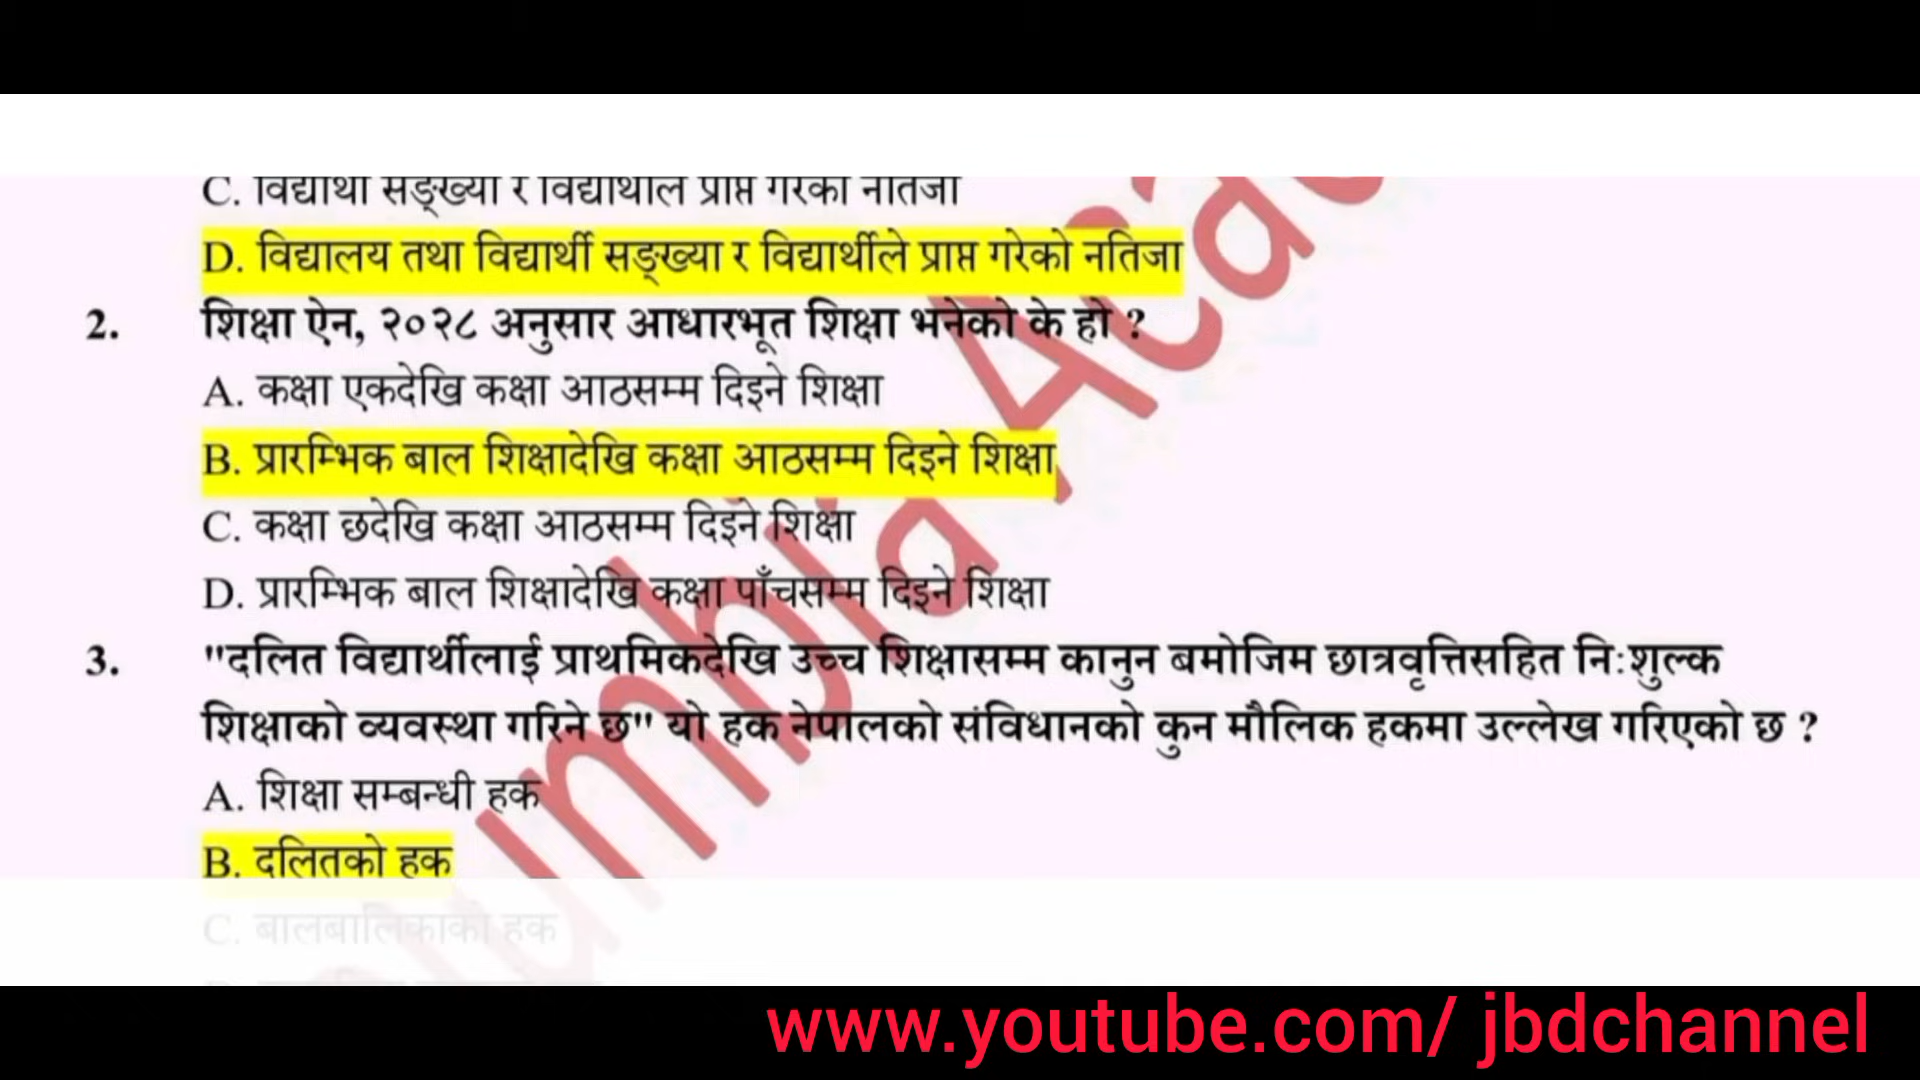 C. विद्यार्थी सङ्ख्या र विद्यार्थीले प्राप्त गरेको नतिजा
D. विद्यालय तथा विद्यार्थी सङ्ख्या र विद्यार्थीले प्राप्त गरेको नतिजा
2. शिक्षा ऐन, २०२८ अनुसार आधारभूत शिक्षा भनेको के हो ?
A. कक्षा एकदेखि कक्षा आठसम्म दिइने शिक्षा
B. प्रारम्भिक बाल शिक्षादेखि कक्षा आठसम्म दिइने शिक्षा
C. कक्षा छदेखि कक्षा आठसम्म दिइने शिक्षा
D. प्रारम्भिक बाल शिक्षादेखि कक्षा पाँचसम्म दिइने शिक्षा
3. "दलित विद्यार्थीलाई प्राथमिकदेखि उच्च शिक्षासम्म कानुन बमोजिम छात्रवृत्तिसहित निःशुल्क
शिक्षाको व्यवस्था गरिने छ" यो हक नेपालको संविधानको कुन मौलिक हकमा उल्लेख गरिएको छ ?
A. शिक्षा सम्बन्धी हक
B. दलितको हक
C. बालबालिकाको हक
www.youtube.com/ jbdchannel